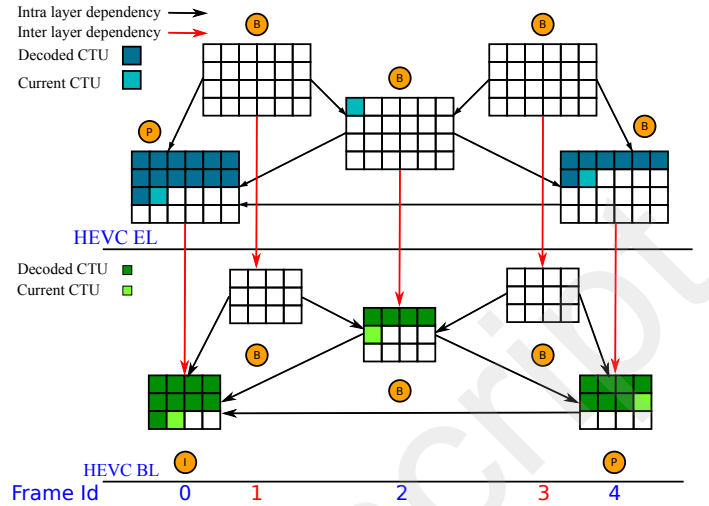 Intra layer dependency
Inter layer dependency
Decoded CTU
Current CTU
B
B
B
P
B
HEVC EL
Decoded CTU
Current CTU
B
B
B
I
P
HEVC BL
Frame Id 0 1 2 3 4
script